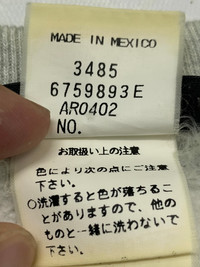 MADE IN MEXICO
3485
6759893E
AR0402
NO.
お取扱い上の注意
色により次の点にご注意
下さい。
○洗濯すると色が落ちるこ
とがありますので、他の
ものと一緒に洗わないで
下さい。